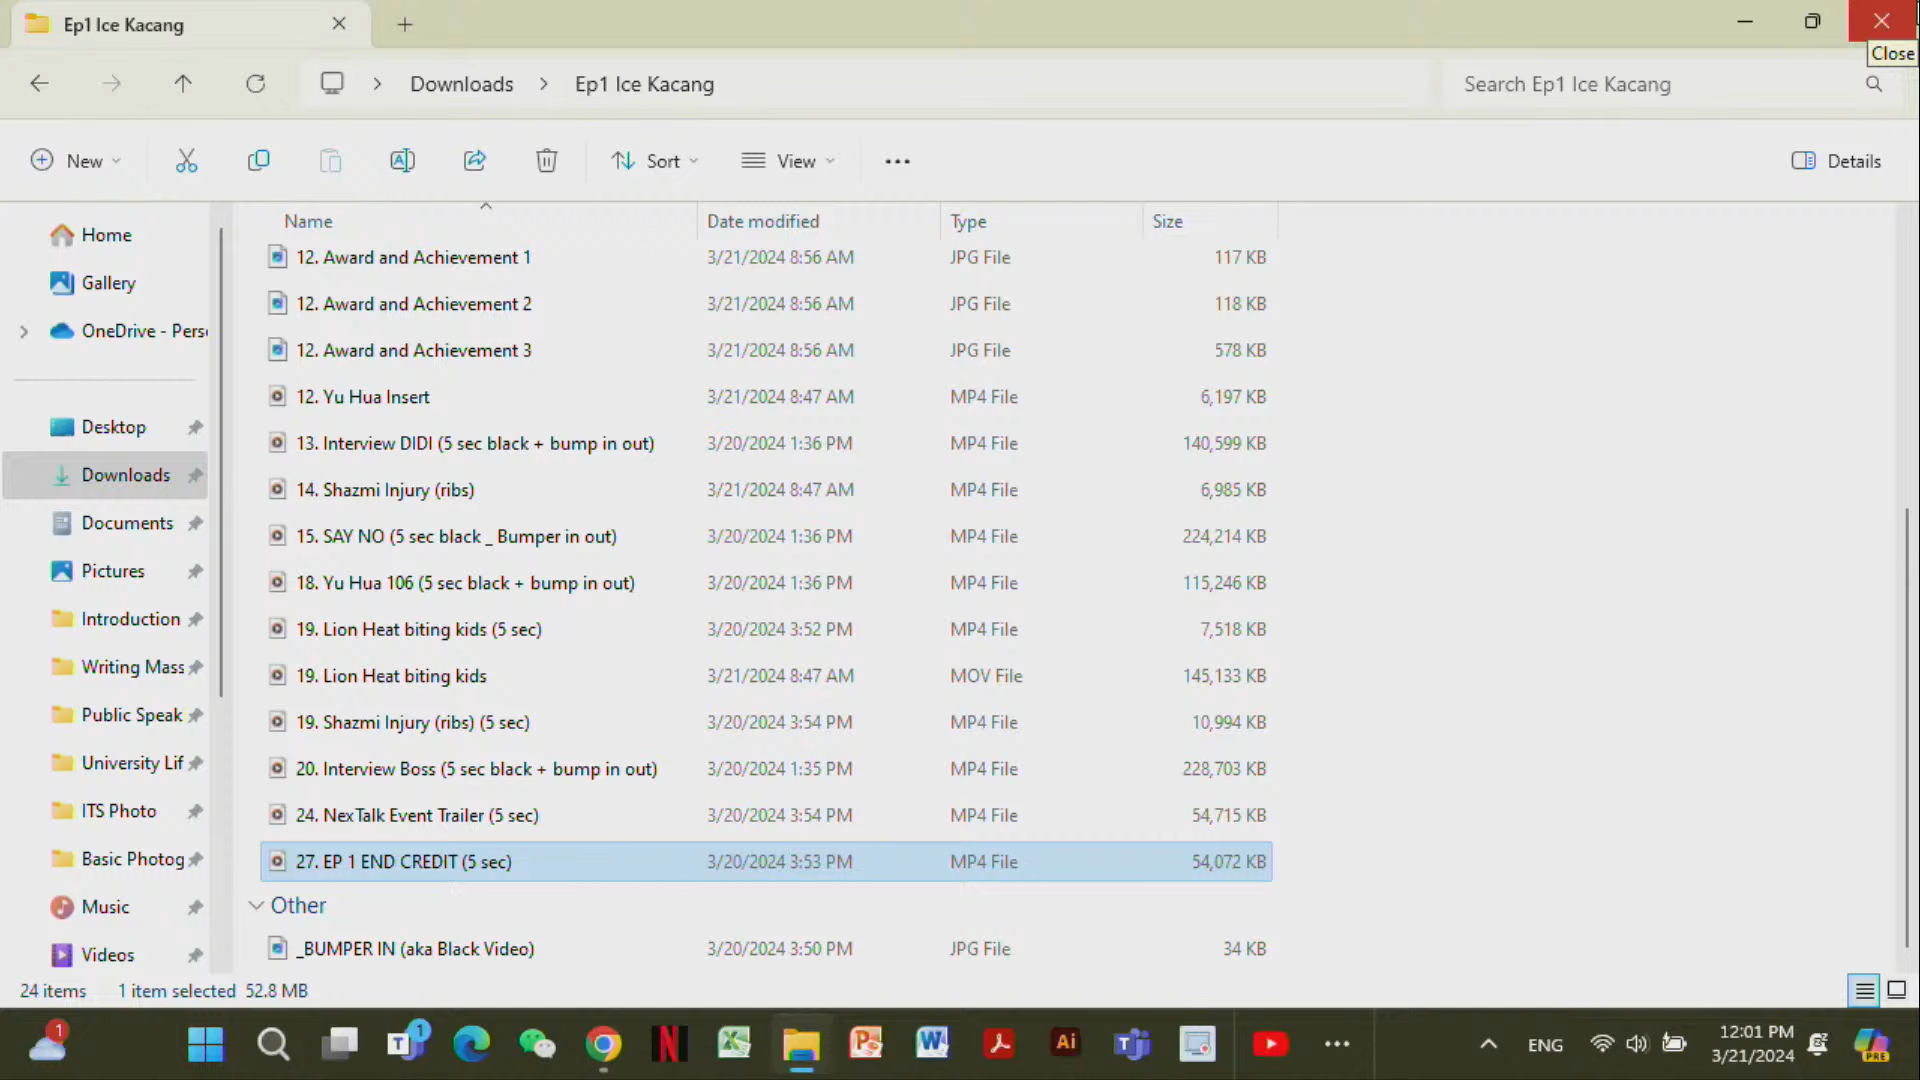 Ep1 Ice Kacang
Close
Downloads
Ep1 Ice Kacang
Search Ep1 Ice Kacang
New
Sort
View
Details
Name
Date modified
Type
Size
Home
Gallery
OneDrive - Pers
Desktop
Downloads
Documents
Pictures
Introduction
Writing Mass
Public Speak
University Lif
ITS Photo
Basic Photog
Music
Videos
12. Award and Achievement 1 3/21/2024 8:56 AM JPG File 117 KB
12. Award and Achievement 2 3/21/2024 8:56 AM JPG File 118 KB
12. Award and Achievement 3 3/21/2024 8:56 AM JPG File 578 KB
12. Yu Hua Insert 3/21/2024 8:47 AM MP4 File 6,197 KB
13. Interview DIDI (5 sec black + bump in out) 3/20/2024 1:36 PM MP4 File 140,599 KB
14. Shazmi Injury (ribs) 3/21/2024 8:47 AM MP4 File 6,985 KB
15. SAY NO (5 sec black _ Bumper in out) 3/20/2024 1:36 PM MP4 File 224,214 KB
18. Yu Hua 106 (5 sec black + bump in out) 3/20/2024 1:36 PM MP4 File 115,246 KB
19. Lion Heat biting kids (5 sec) 3/20/2024 3:52 PM MP4 File 7,518 KB
19. Lion Heat biting kids 3/21/2024 8:47 AM MOV File 145,133 KB
19. Shazmi Injury (ribs) (5 sec) 3/20/2024 3:54 PM MP4 File 10,994 KB
20. Interview Boss (5 sec black + bump in out) 3/20/2024 1:35 PM MP4 File 228,703 KB
24. NexTalk Event Trailer (5 sec) 3/20/2024 3:54 PM MP4 File 54,715 KB
27. EP 1 END CREDIT (5 sec) 3/20/2024 3:53 PM MP4 File 54,072 KB
Other
_BUMPER IN (aka Black Video) 3/20/2024 3:50 PM JPG File 34 KB
24 items 1 item selected 52.8 MB
1
1
T
N
X
P
W
Ai
T
ENG
12:01 PM
3/21/2024
PRE